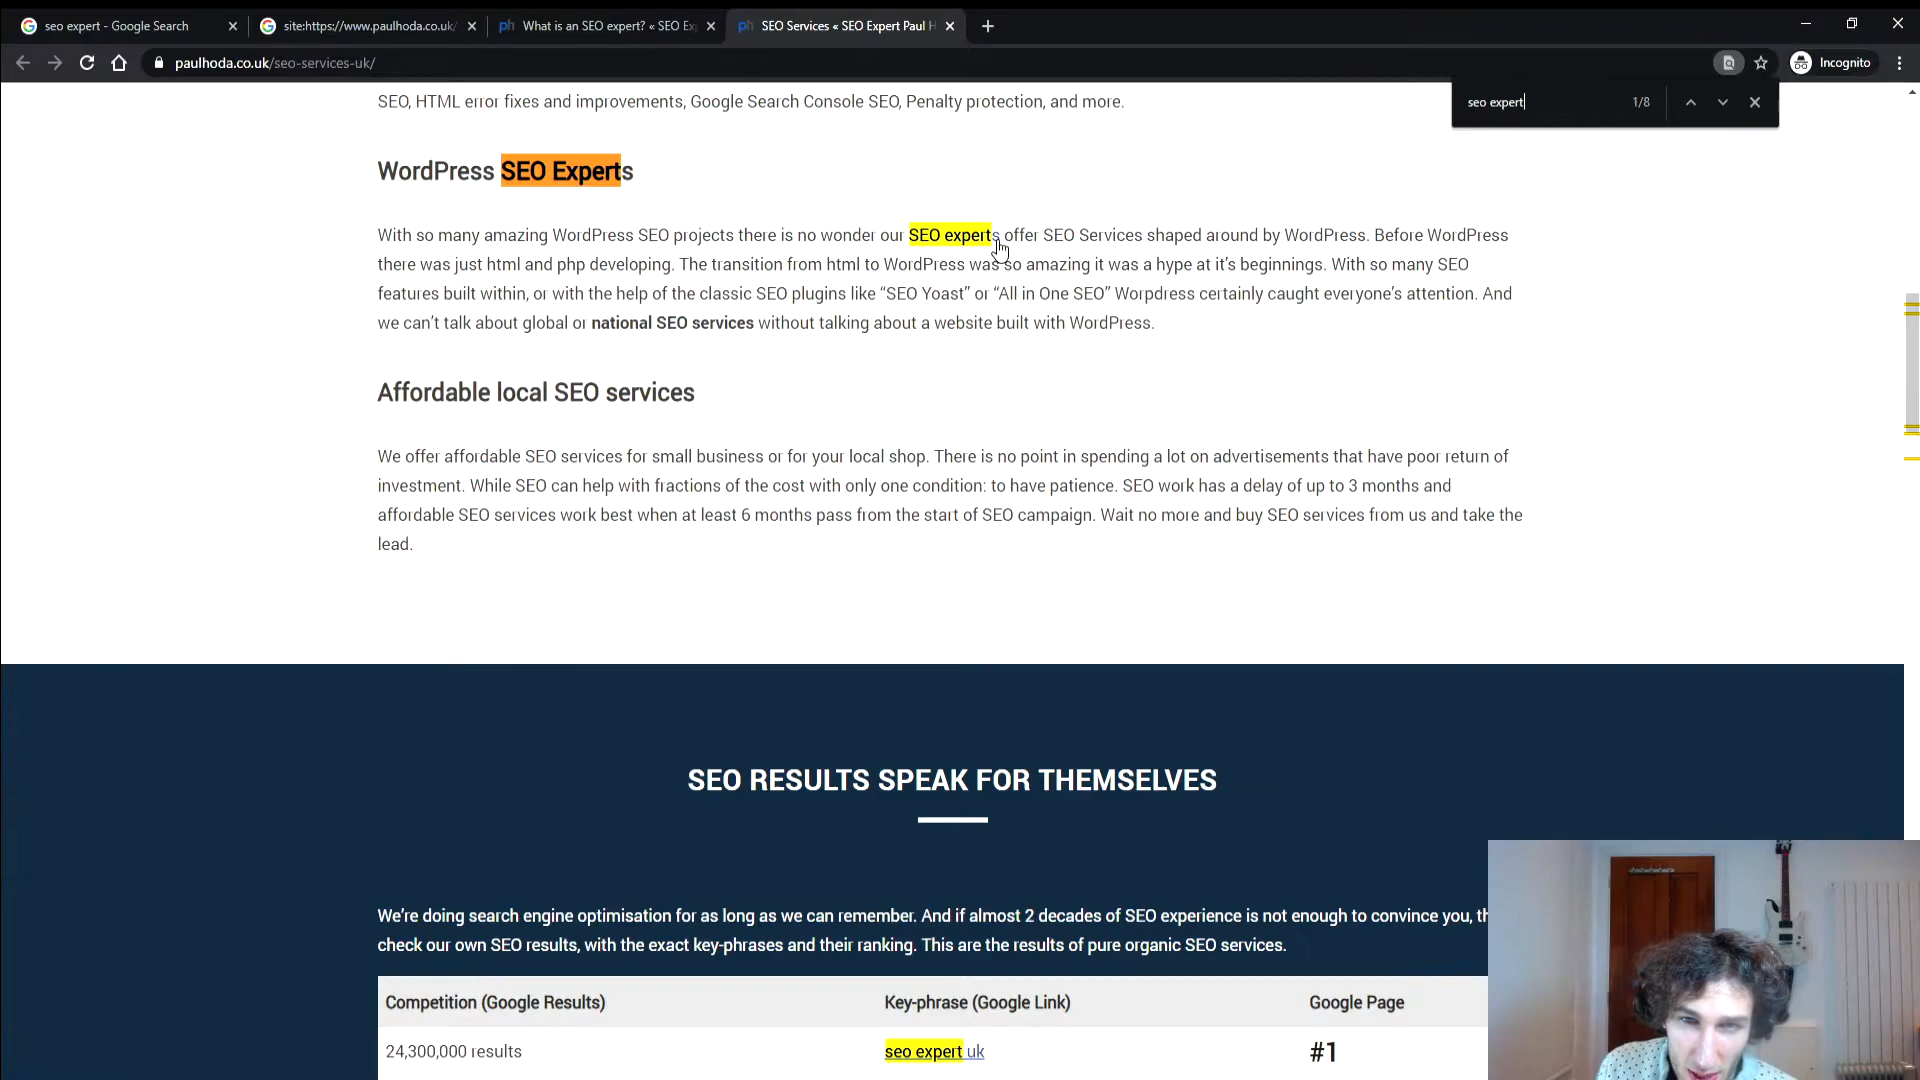 seo expert - Google Search
site:https://www.paulhoda.co.uk/
What is an SEO expert? « SEO Ex
SEO Services « SEO Expert Paul H
paulhoda.co.uk/seo-services-uk/
Incognito
seo expert
1/8
SEO, HTML error fixes and improvements, Google Search Console SEO, Penalty protection, and more.
WordPress SEO Experts
With so many amazing WordPress SEO projects there is no wonder our SEO experts offer SEO Services shaped around by WordPress. Before WordPress
there was just html and php developing. The transition from html to WordPress was so amazing it was a hype at it's beginnings. With so many SEO
features built within, or with the help of the classic SEO plugins like “SEO Yoast” or “All in One SEO” Worpdress certainly caught everyone's attention. And
we can't talk about global or national SEO services without talking about a website built with WordPress.
Affordable local SEO services
We offer affordable SEO services for small business or for your local shop. There is no point in spending a lot on advertisements that have poor return of
investment. While SEO can help with fractions of the cost with only one condition: to have patience. SEO work has a delay of up to 3 months and
affordable SEO services work best when at least 6 months pass from the start of SEO campaign. Wait no more and buy SEO services from us and take the
lead.
SEO RESULTS SPEAK FOR THEMSELVES
We're doing search engine optimisation for as long as we can remember. And if almost 2 decades of SEO experience is not enough to convince you, th
check our own SEO results, with the exact key-phrases and their ranking. This are the results of pure organic SEO services.
Competition (Google Results) Key-phrase (Google Link) Google Page
24,300,000 results seo expert uk #1